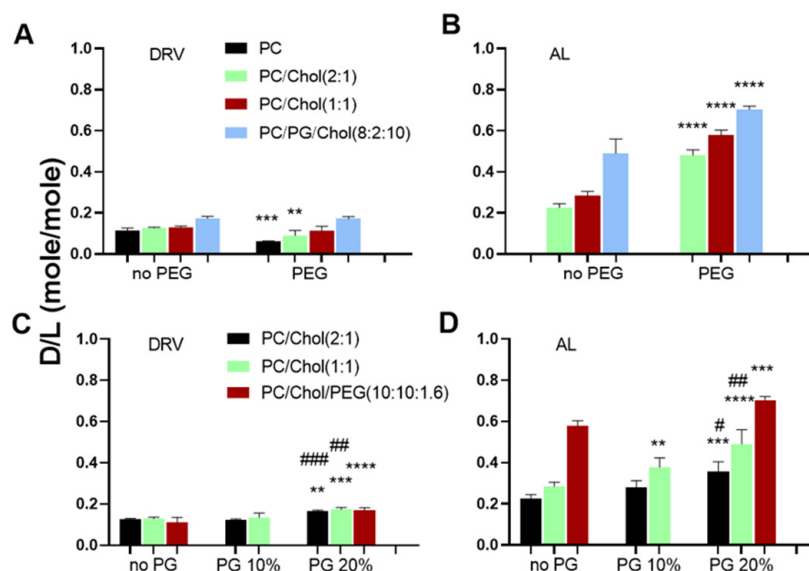 A
DRV
PC
PC/Chol(2:1)
PC/Chol(1:1)
PC/PG/Chol(8:2:10)
1.0
0.8
0.6
0.4
0.2
0.0
***
**
no PEG
PEG
B
AL
1.0
0.8
0.6
0.4
0.2
0.0
****
****
****
no PEG
PEG
D/L (mole/mole)
C
DRV
PC/Chol(2:1)
PC/Chol(1:1)
PC/Chol/PEG(10:10:1.6)
1.0
0.8
0.6
0.4
0.2
0.0
###
##
**
***
****
no PG
PG 10%
PG 20%
D
AL
1.0
0.8
0.6
0.4
0.2
0.0
**
#
***
##
****
***
no PG
PG 10%
PG 20%